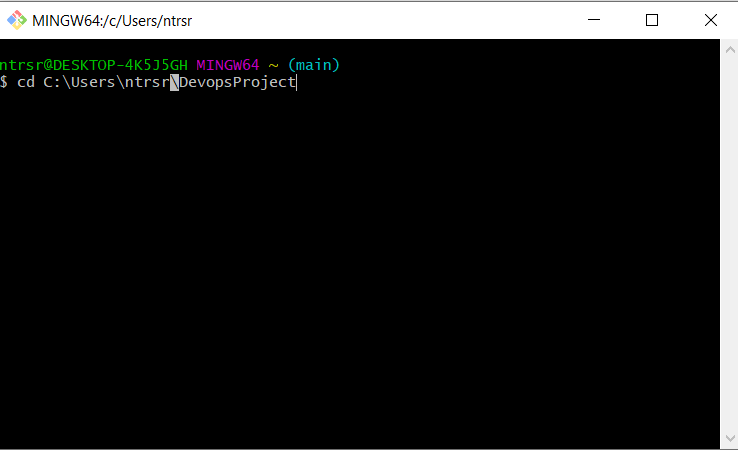 MINGW64:/c/Users/ntrsr
ntrsr@DESKTOP-4K5J5GH MINGW64 ~ (main)
$ cd C:\Users\ntrsr\DevopsProject